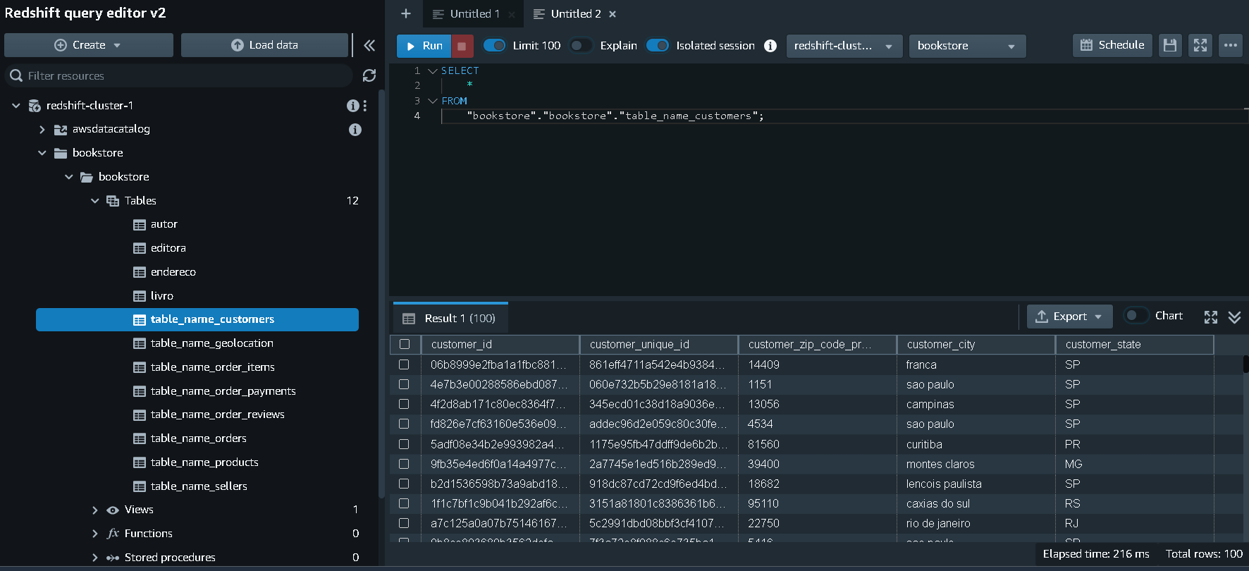 Redshift query editor v2
Create
Load data
Filter resources
redshift-cluster-1
awsdatacatalog
bookstore
bookstore
Tables 12
autor
editora
endereco
livro
table_name_customers
table_name_geolocation
table_name_order_items
table_name_order_payments
table_name_order_reviews
table_name_orders
table_name_products
table_name_sellers
Views 1
fx Functions 0
Stored procedures 0
+ Untitled 1 × Untitled 2 ×
Run Limit 100 Explain Isolated session redshift-clust... bookstore Schedule
1 SELECT
2 *
3 FROM
4 "bookstore"."bookstore"."table_name_customers";
Result 1 (100) Export Chart
customer_id customer_unique_id customer_zip_code_pr... customer_city customer_state
06b8999e2fba1a1fbc881... 861eff4711a542e4b9384... 14409 franca SP
4e7b3e00288586ebd087... 060e732b5b29e8181a18... 1151 sao paulo SP
4f2d8ab171c80ec8364f7... 345ecd01c38d18a9036e... 13056 campinas SP
fd826e7cf63160e536e09... addec96d2e059c80c30fe... 4534 sao paulo SP
5adf08e34b2e993982a4... 1175e95fb47ddff9de6b2b... 81560 curitiba PR
9fb35e4ed6f0a14a4977c... 2a7745e1ed516b289ed9... 39400 montes claros MG
b2d1536598b73a9abd18... 918dc87cd72cd9f6ed4bd... 18682 lencois paulista SP
1f1c7bf1c9b041b292af6c... 3151a81801c8386361b6... 95110 caxias do sul RS
a7c125a0a07b75146167... 5c2991dbd08bbf3cf4107... 22750 rio de janeiro RJ
5416 sao paulo SP
Elapsed time: 216 ms Total rows: 100